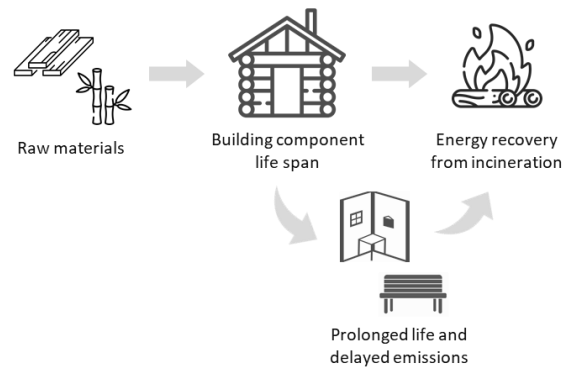 Raw materials
Building component
life span
Energy recovery
from incineration
Prolonged life and
delayed emissions